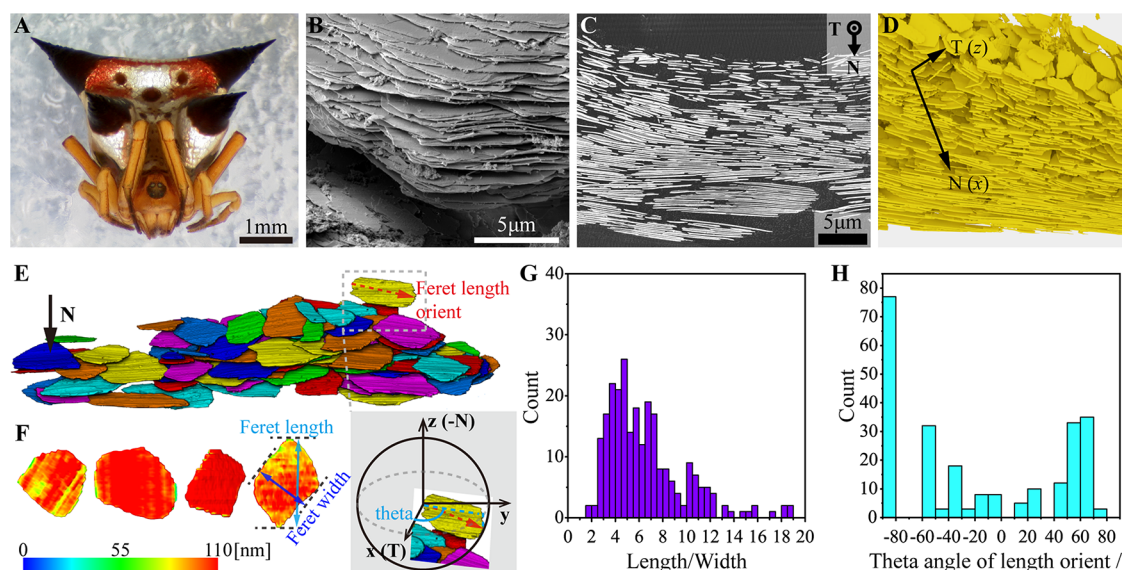 A
1mm
B
5μm
C
T
N
5μm
D
T (z)
N (x)
E
N
Feret length
orient
F
Feret length
Feret width
0
55
110[nm]
z (-N)
theta
y
x (T)
G
Count
40
30
20
10
0
0 2 4 6 8 10 12 14 16 18 20
Length/Width
H
Count
80
70
60
50
40
30
20
10
0
-80 -60 -40 -20 0 20 40 60 80
Theta angle of length orient /